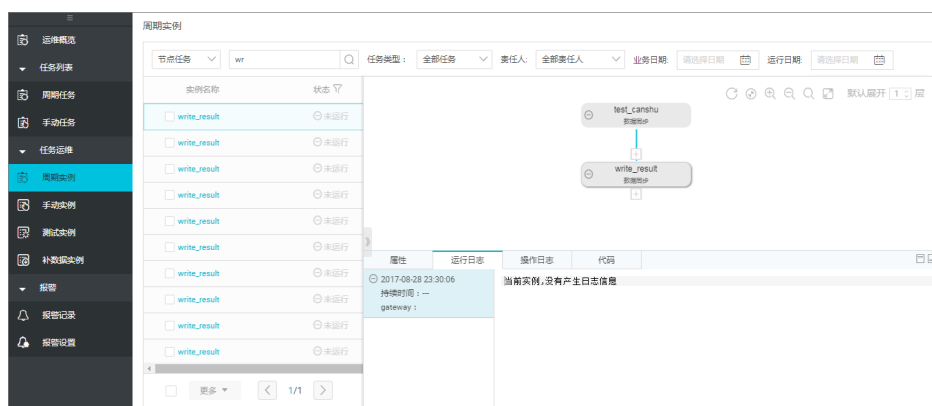 周期实例
运维概览
任务列表
周期任务
手动任务
任务运维
周期实例
手动实例
测试实例
补数据实例
报警
报警记录
报警设置
节点任务 wr 任务类型： 全部任务 责任人: 全部责任人 业务日期: 请选择日期 运行日期: 请选择日期
实例名称 状态
write_result 未运行
write_result 未运行
write_result 未运行
write_result 未运行
write_result 未运行
write_result 未运行
write_result 未运行
write_result 未运行
write_result 未运行
write_result 未运行
更多 1/1
默认展开 1 层
test_canshu
数据同步
write_result
数据同步
属性 运行日志 操作日志 代码
2017-08-28 23:30:06
持续时间：--
gateway：
当前实例,没有产生日志信息